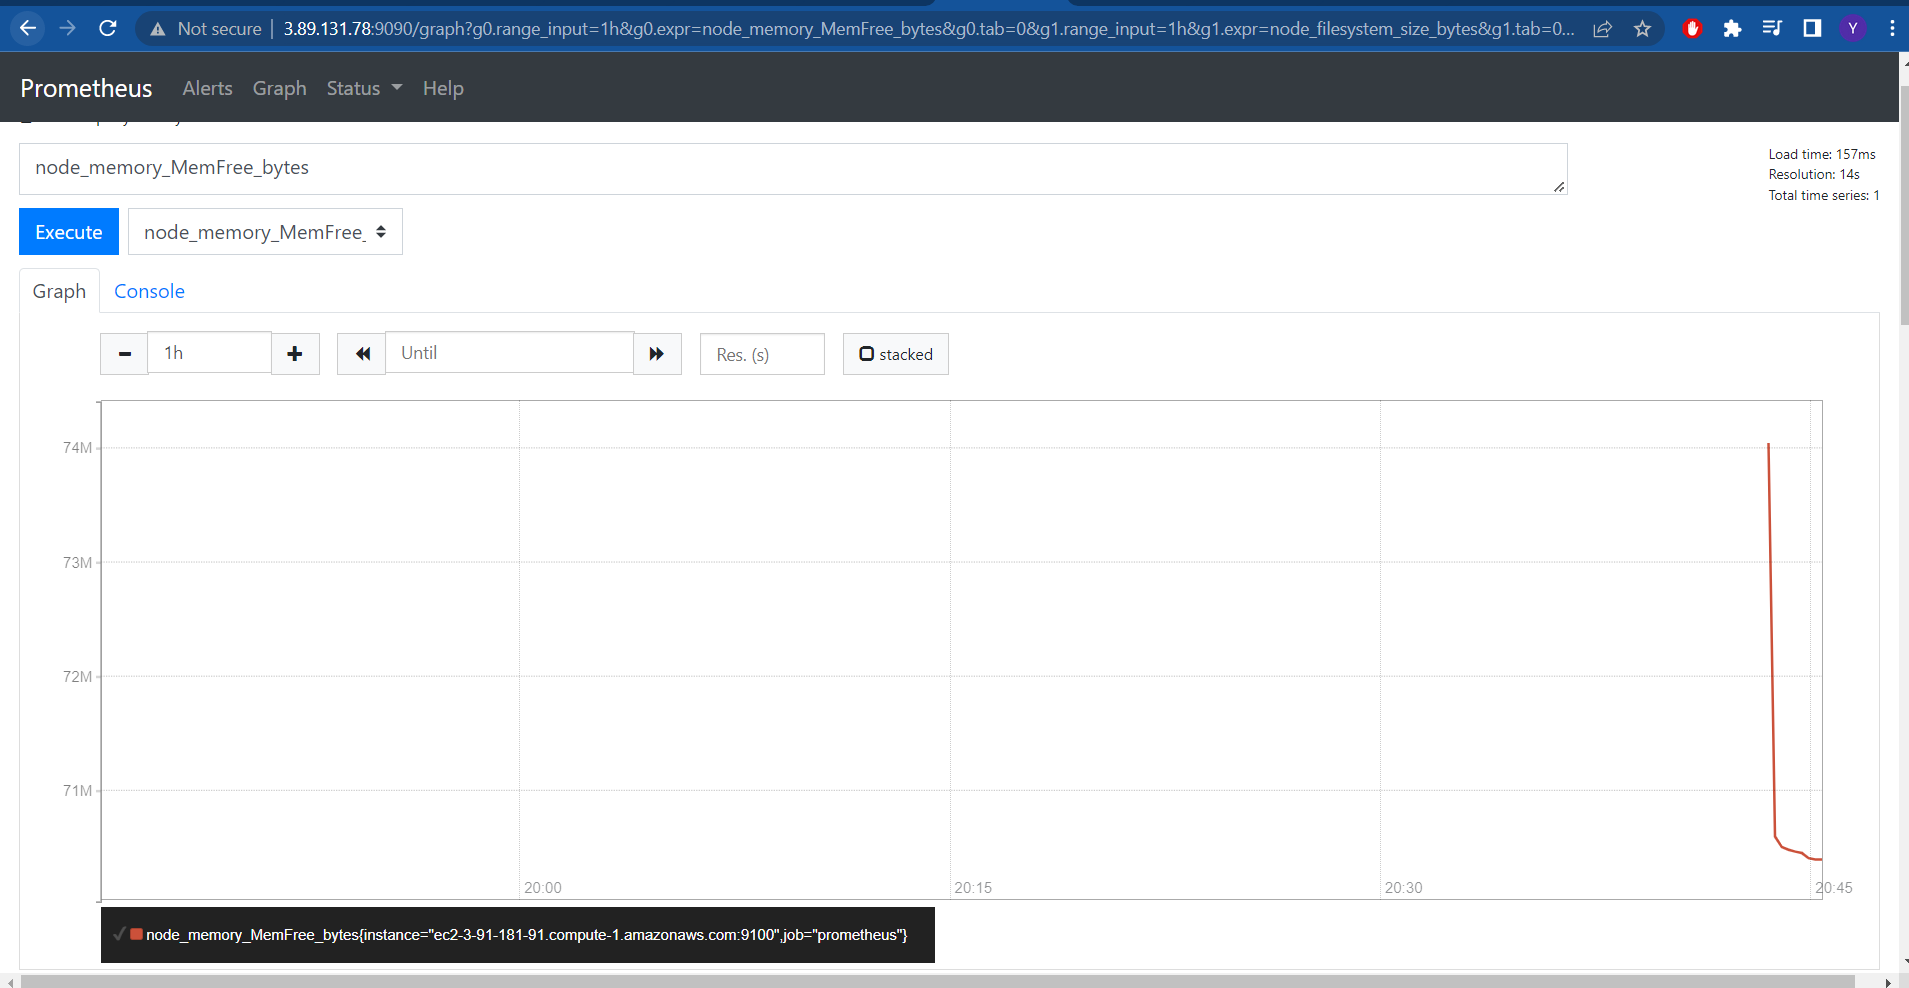 Not secure 3.89.131.78:9090/graph?g0.range_input=1h&g0.expr=node_memory_MemFree_bytes&g0.tab=0&g1.range_input=1h&g1.expr=node_filesystem_size_bytes&g1.tab=0... Y
Prometheus Alerts Graph Status Help
node_memory_MemFree_bytes
Load time: 157ms
Resolution: 14s
Total time series: 1
Execute node_memory_MemFree_
Graph Console
1h Until Res. (s) stacked
74M
73M
72M
71M
20:00 20:15 20:30 20:45
node_memory_MemFree_bytes{instance="ec2-3-91-181-91.compute-1.amazonaws.com:9100",job="prometheus"}